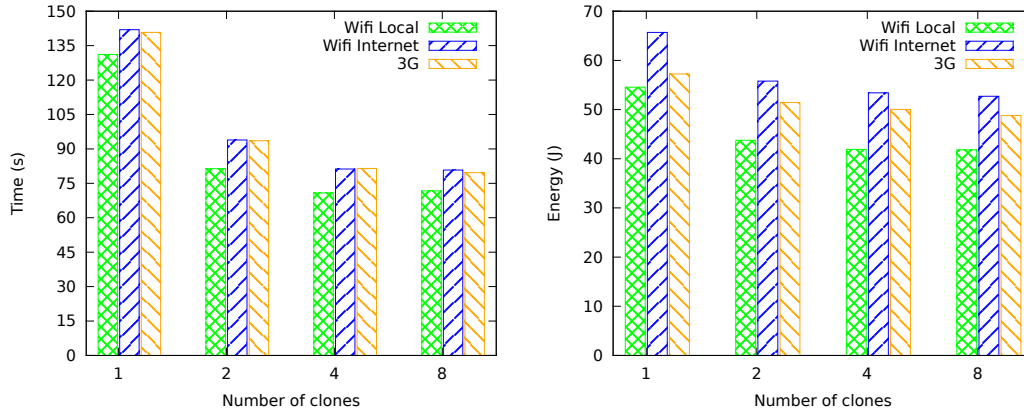 150
135
120
105
90
75
60
45
30
15
0
Time (s)
Wifi Local
Wifi Internet
3G
1 2 4 8
Number of clones
70
60
50
40
30
20
10
0
Energy (J)
Wifi Local
Wifi Internet
3G
1 2 4 8
Number of clones